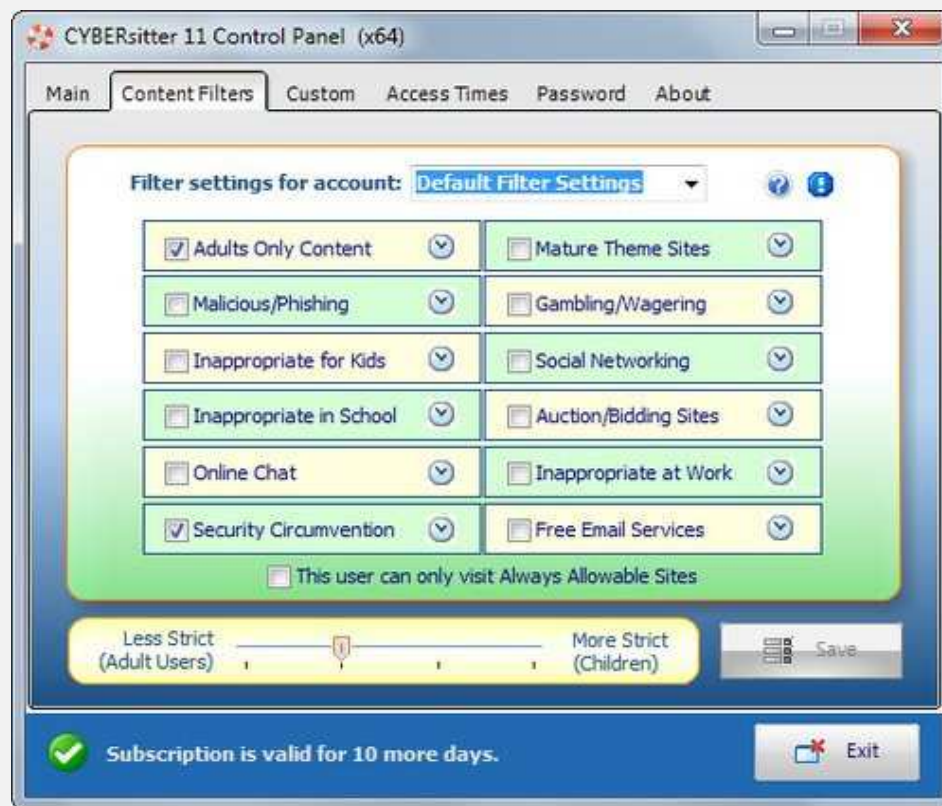 CYBERsitter 11 Control Panel (x64)
Main Content Filters Custom Access Times Password About
Filter settings for account: Default Filter Settings
Adults Only Content Mature Theme Sites
Malicious/Phishing Gambling/Wagering
Inappropriate for Kids Social Networking
Inappropriate in School Auction/Bidding Sites
Online Chat Inappropriate at Work
Security Circumvention Free Email Services
This user can only visit Always Allowable Sites
Less Strict More Strict
(Adult Users) (Children)
Save
Subscription is valid for 10 more days.
Exit